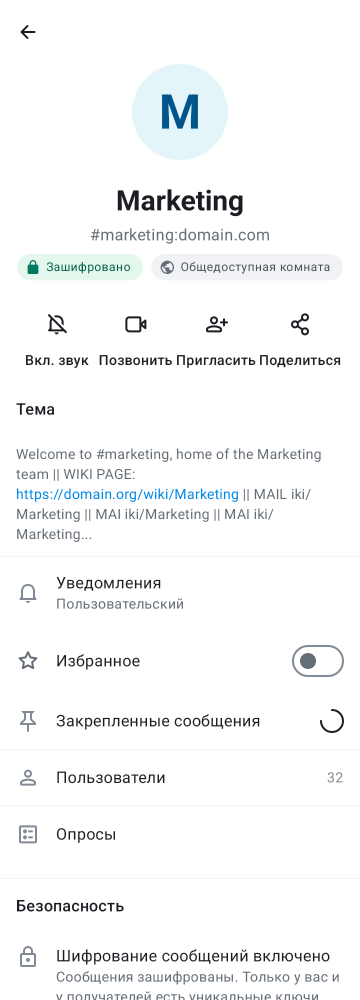 M
Marketing
#marketing:domain.com
Зашифровано Общедоступная комната
Вкл. звук Позвонить Пригласить Поделиться
Тема
Welcome to #marketing, home of the Marketing
team || WIKI PAGE:
https://domain.org/wiki/Marketing || MAIL iki/
Marketing || MAI iki/Marketing || MAI iki/
Marketing...
Уведомления
Пользовательский
Избранное
Закрепленные сообщения
Пользователи 32
Опросы
Безопасность
Шифрование сообщений включено
Сообщения зашифрованы. Только у вас и
у получателей есть уникальные ключи